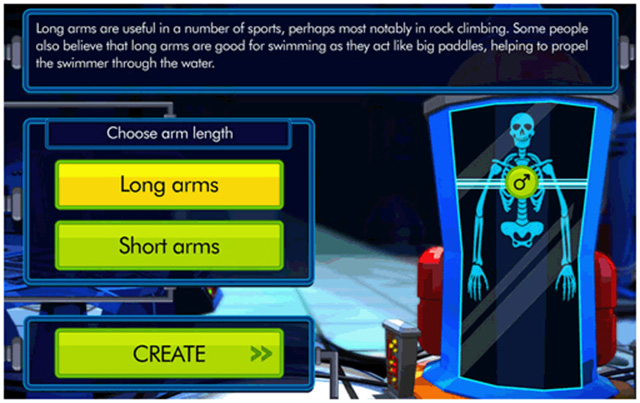 Long arms are useful in a number of sports, perhaps most notably in rock climbing. Some people
also believe that long arms are good for swimming as they act like big paddles, helping to propel
the swimmer through the water.
Choose arm length
Long arms
Short arms
CREATE >>